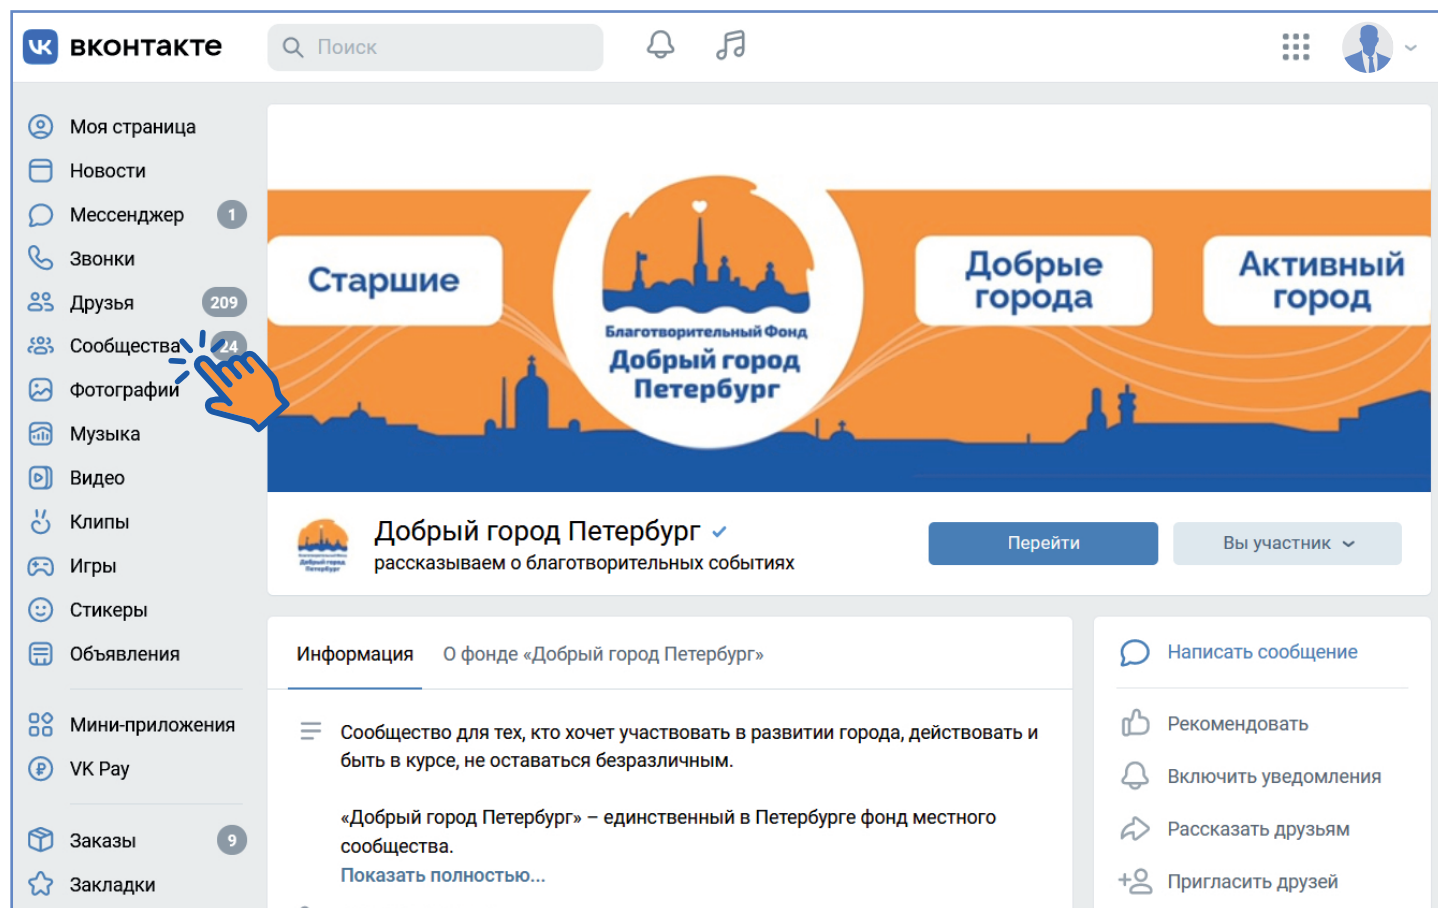 вконтакте
Поиск
Моя страница
Новости
Мессенджер 1
Звонки
Друзья 209
Сообщества 24
Фотографии
Музыка
Видео
Клипы
Игры
Стикеры
Объявления
Мини-приложения
VK Pay
Заказы 9
Закладки
Старшие
Благотворительный Фонд
Добрый город
Петербург
Добрые
города
Активный
город
Добрый город Петербург
рассказываем о благотворительных событиях
Перейти
Вы участник
Информация
О фонде «Добрый город Петербург»
Сообщество для тех, кто хочет участвовать в развитии города, действовать и
быть в курсе, не оставаться безразличным.
«Добрый город Петербург» – единственный в Петербурге фонд местного
сообщества.
Показать полностью...
Написать сообщение
Рекомендовать
Включить уведомления
Рассказать друзьям
Пригласить друзей